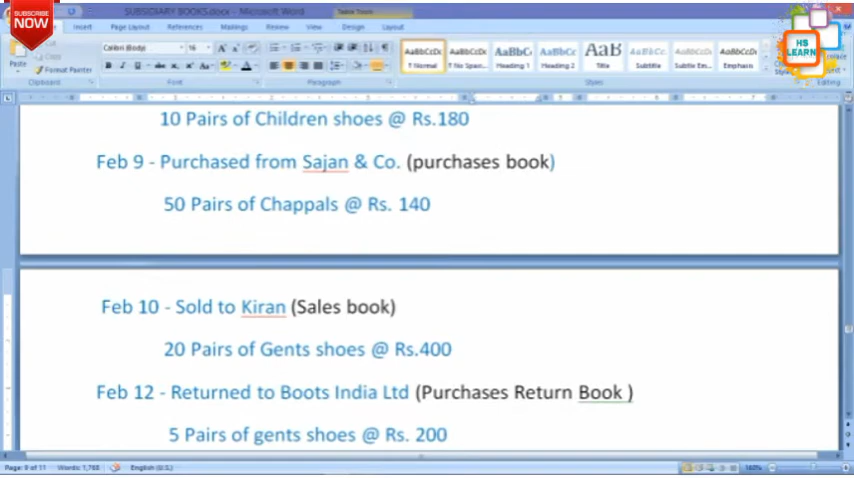 SUBSCRIBE
NOW
SUBSIDIARY BOOKS.docx - Microsoft Word
Table Tools
Insert Page Layout References Mailings Review View Design Layout
HS
LEARN
Calibri (Body) 16
Paste
Copy
Format Painter
AaBbCcDc AaBbCcDc AaBbC AaBbCc AaB AaBbCc. AaBbCcDc AaBbCcDc
¶ Normal ¶ No Spaci... Heading 1 Heading 2 Title Subtitle Subtle Em... Emphasis
Clipboard Font Paragraph Styles Editing
10 Pairs of Children shoes @ Rs.180
Feb 9 - Purchased from Sajan & Co. (purchases book)
50 Pairs of Chappals @ Rs. 140
Feb 10 - Sold to Kiran (Sales book)
20 Pairs of Gents shoes @ Rs.400
Feb 12 - Returned to Boots India Ltd (Purchases Return Book )
5 Pairs of gents shoes @ Rs. 200
Page: 9 of 11 Words: 1,768 English (U.S.) 160%